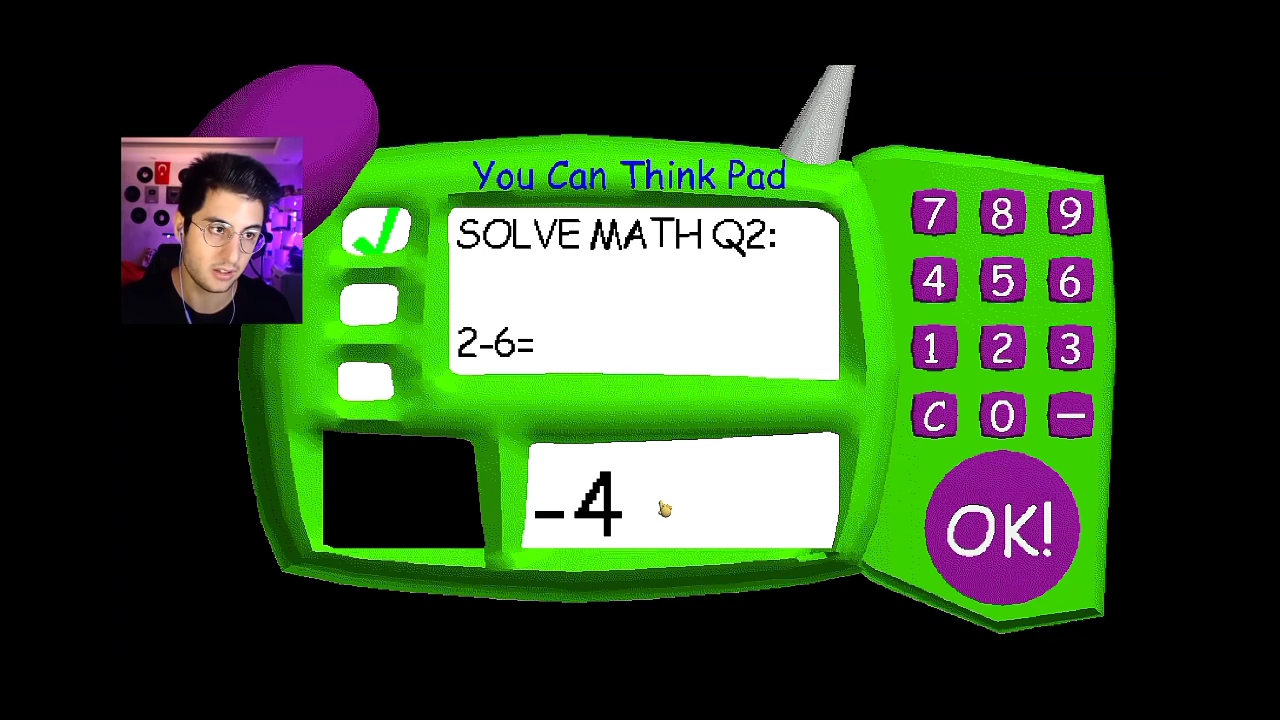 You Can Think Pad
SOLVE MATH Q2:
2-6=
-4
7 8 9
4 5 6
1 2 3
C 0 −
OK!